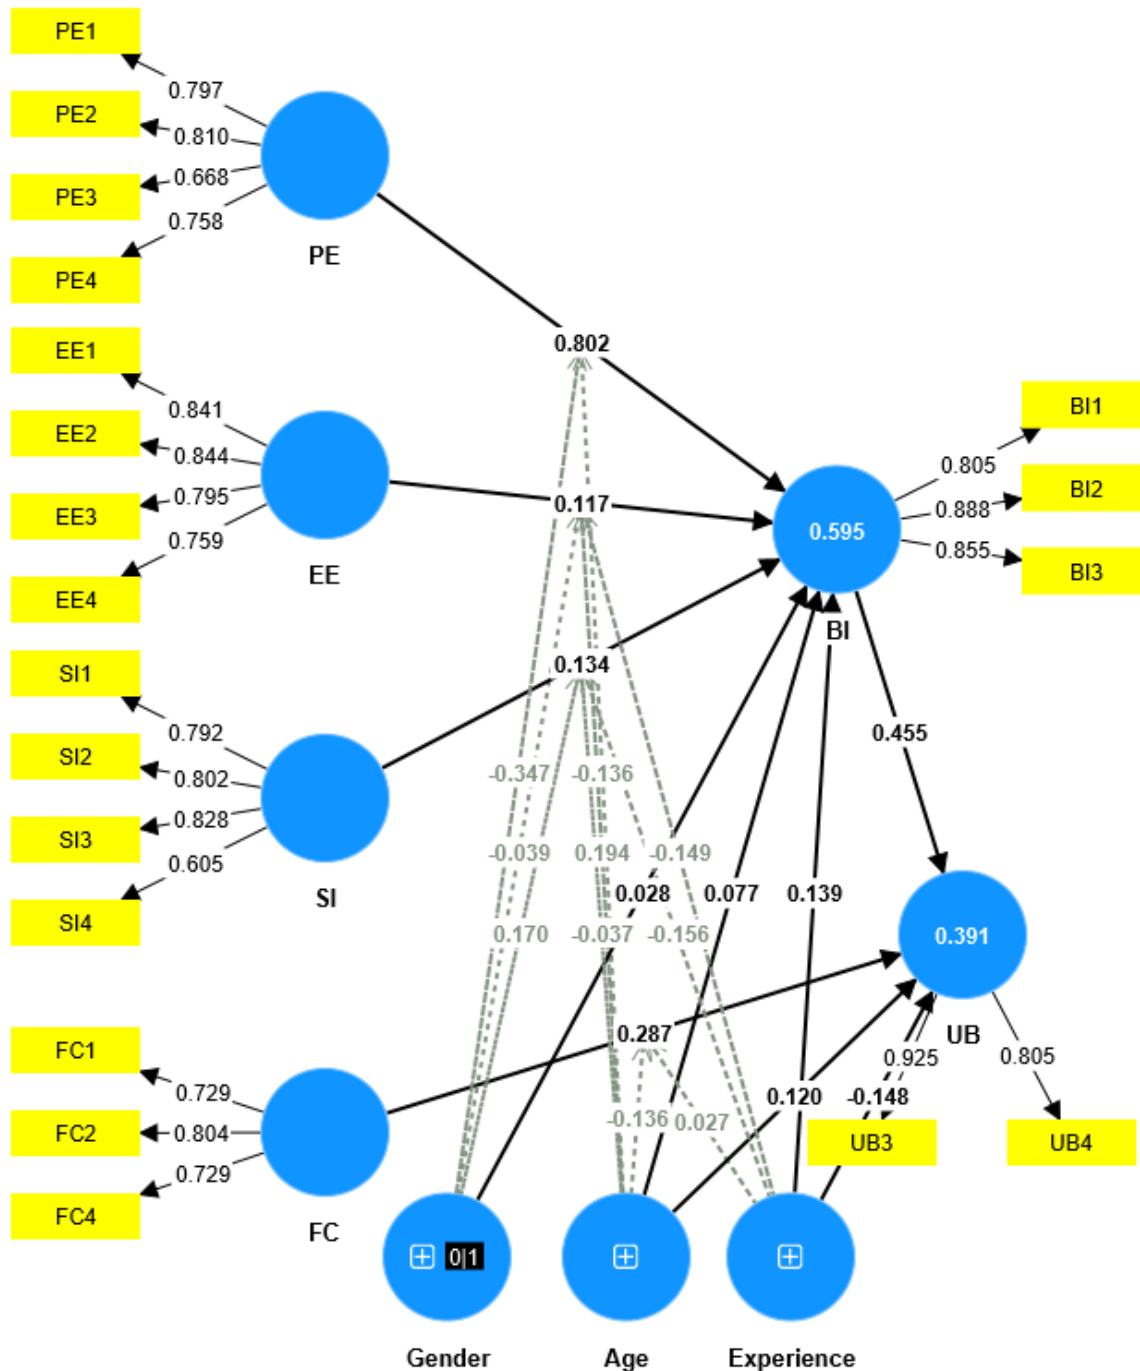 PE1
0.797
PE2
0.810
PE3
0.668
0.758
PE4
PE
0.802
EE1
0.841
EE2
0.844
EE3
0.795
0.759
EE4
EE
0.117
0.595
BI
BI1
0.805
BI2
0.888
BI3
0.855
SI1
0.792
SI2
0.802
SI3
0.828
0.605
SI4
SI
0.134
0.455
-0.347 -0.136
-0.039 0.194 -0.149
0.028 0.077 0.139
0.170 -0.037 -0.156
0.391
UB
FC1
0.729
FC2
0.804
0.729
FC4
FC
0.287
0.925
0.805
0.120 -0.148
-0.136 0.027
UB3
UB4
0|1
Gender Age Experience